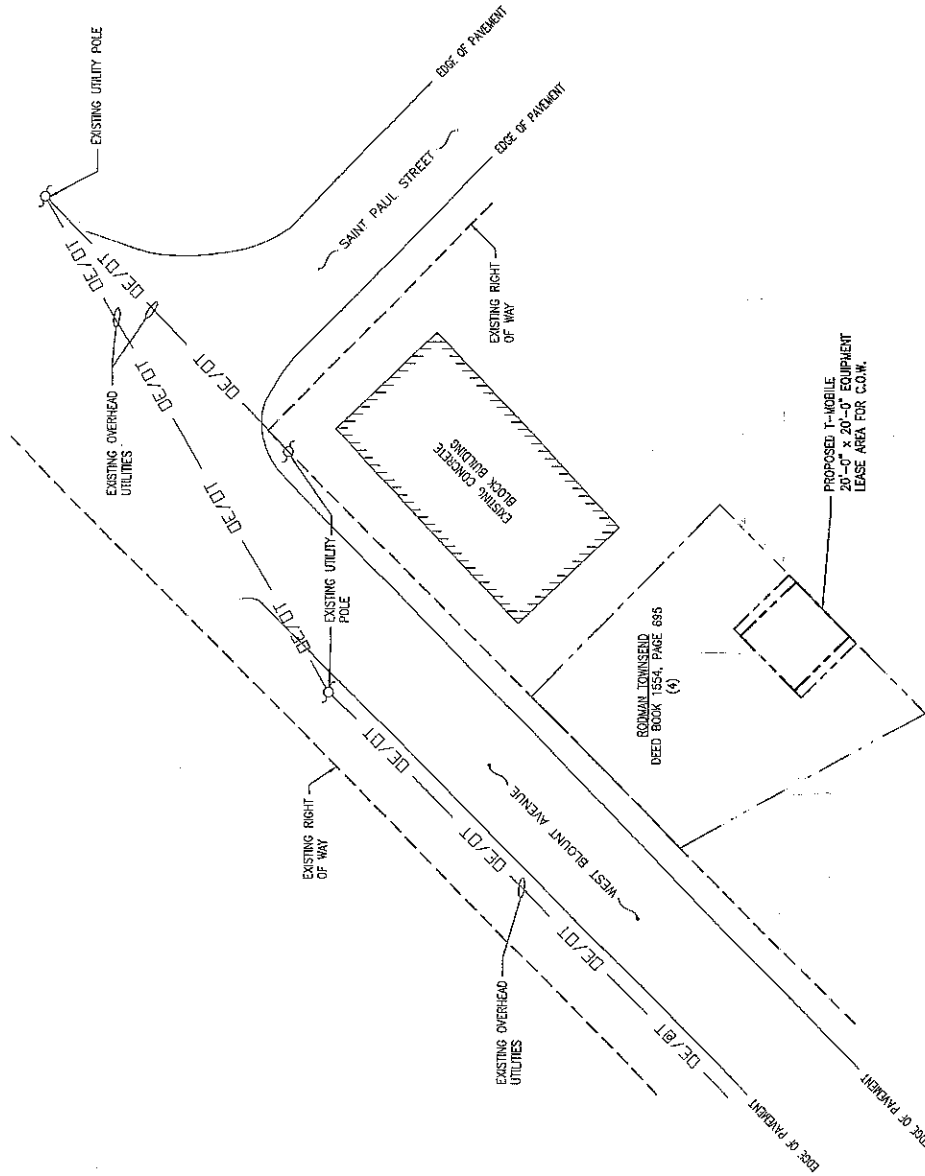 EXISTING UTILITY POLE
EDGE OF PAVEMENT
EDGE OF PAVEMENT
SAINT PAUL STREET
EXISTING RIGHT
OF WAY
OE/OT
OE/OT
OE/OT
OE/OT
OE/OT
OE/OT
OE/OT
EXISTING OVERHEAD
UTILITIES
EXISTING CONCRETE
BLOCK BUILDING
EXISTING UTILITY
POLE
PROPOSED T-MOBILE
20'-0" x 20'-0" EQUIPMENT
LEASE AREA FOR C.O.W.
RODMAN TOWNSEND
DEED BOOK 1554, PAGE 695
(4)
EXISTING RIGHT
OF WAY
OE/OT
OE/OT
OE/OT
OE/OT
OE/OT
WEST BLOUNT AVENUE
EXISTING OVERHEAD
UTILITIES
EDGE OF PAVEMENT
EDGE OF PAVEMENT